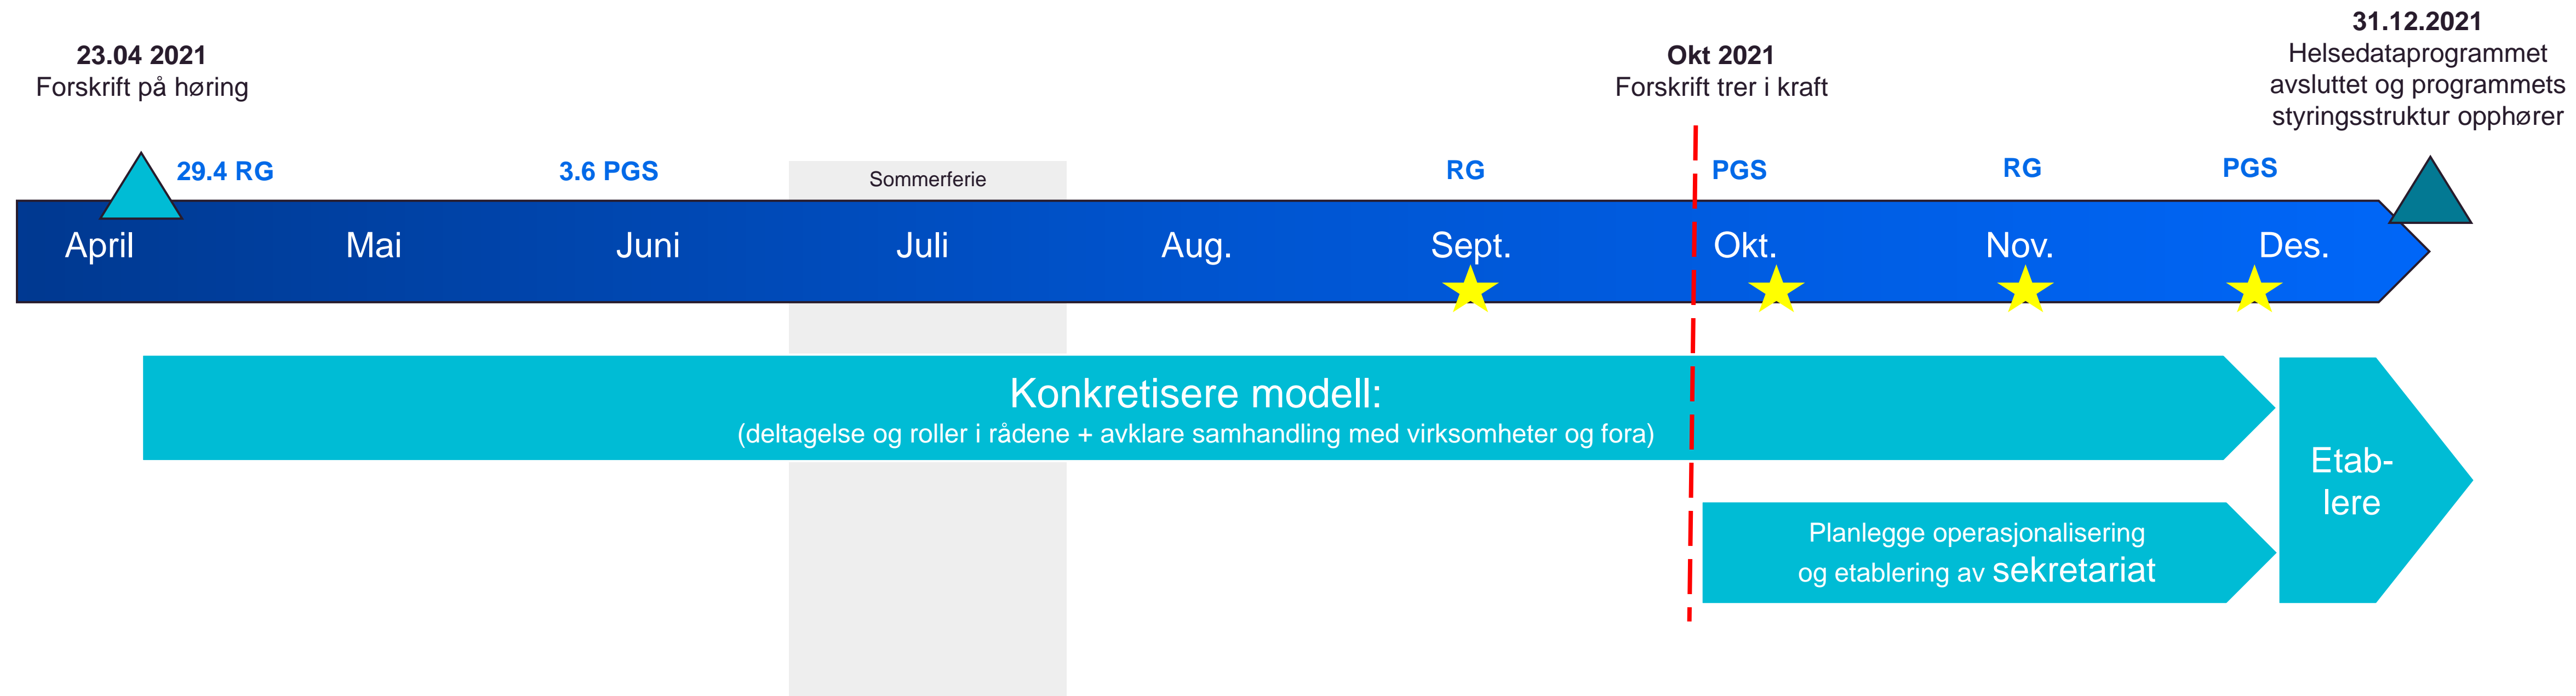 23.04 2021
Forskrift på høring
Okt 2021
Forskrift trer i kraft
31.12.2021
Helsedataprogrammet
avsluttet og programmets
styringsstruktur opphører
29.4 RG
3.6 PGS
Sommerferie
RG
PGS
RG
PGS
April
Mai
Juni
Juli
Aug.
Sept.
Okt.
Nov.
Des.
Konkretisere modell:
(deltagelse og roller i rådene + avklare samhandling med virksomheter og fora)
Etab-
lere
Planlegge operasjonalisering
og etablering av sekretariat